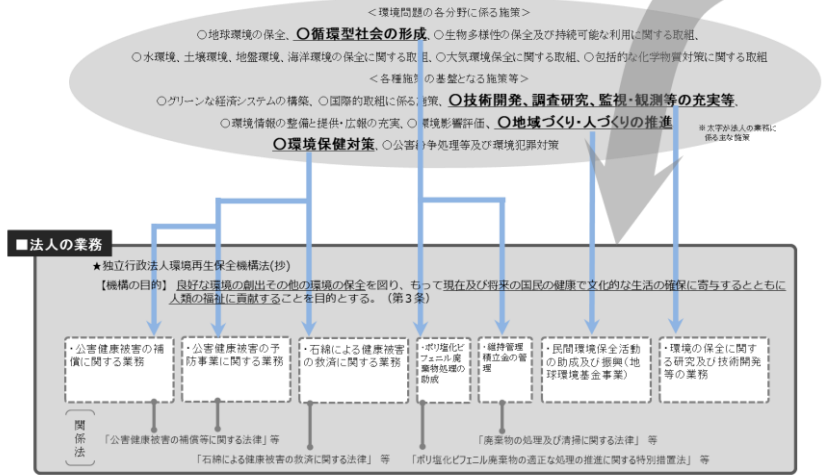 ＜環境問題の各分野に係る施策＞
○地球環境の保全、○循環型社会の形成、○生物多様性の保全及び持続可能な利用に関する取組、
○水環境、土壌環境、地盤環境、海洋環境の保全に関する取組、○大気環境保全に関する取組、○包括的な化学物質対策に関する取組
＜各種施策の基盤となる施策等＞
○グリーンな経済システムの構築、○国際的取組に係る施策、○技術開発、調査研究、監視・観測等の充実等、
○環境情報の整備と提供・広報の充実、○環境影響評価、○地域づくり・人づくりの推進
※太字が法人の業務に
係る主な施策
○環境保健対策、○公害紛争処理等及び環境犯罪対策
■法人の業務
★独立行政法人環境再生保全機構法(抄)
【機構の目的】 良好な環境の創出その他の環境の保全を図り、もって現在及び将来の国民の健康で文化的な生活の確保に寄与するとともに
人類の福祉に貢献することを目的とする。（第３条）
・公害健康被害の補
償に関する業務
・公害健康被害の予
防事業に関する業務
・石綿による健康被害
の救済に関する業務
・ポリ塩化ビ
フェニル廃
棄物処理の
助成
・維持管理
積立金の管
理
・民間環境保全活動
の助成及び振興(地
球環境基金事業)
・環境の保全に関す
る研究及び技術開発
等の業務
関係法
「公害健康被害の補償等に関する法律」等
「廃棄物の処理及び清掃に関する法律」 等
「石綿による健康被害の救済に関する法律」 等
「ポリ塩化ビフェニル廃棄物の適正な処理の推進に関する特別措置法」 等